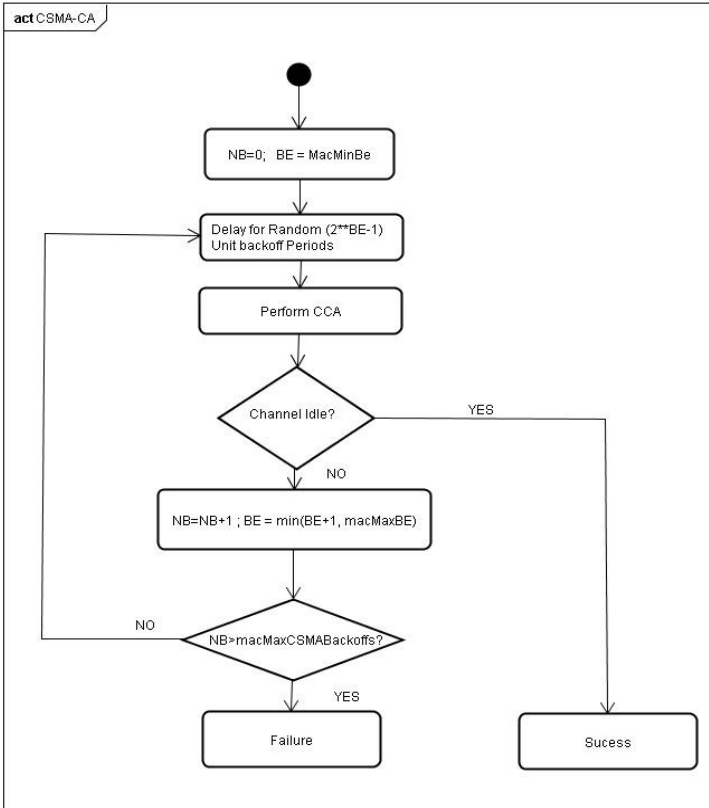 act CSMA-CA
NB=0;   BE = MacMinBe
Delay for Random (2**BE-1)
Unit backoff Periods
Perform CCA
Channel Idle?
YES
NO
NB=NB+1 ; BE = min(BE+1, macMaxBE)
NO
NB>macMaxCSMABackoffs?
YES
Failure
Sucess